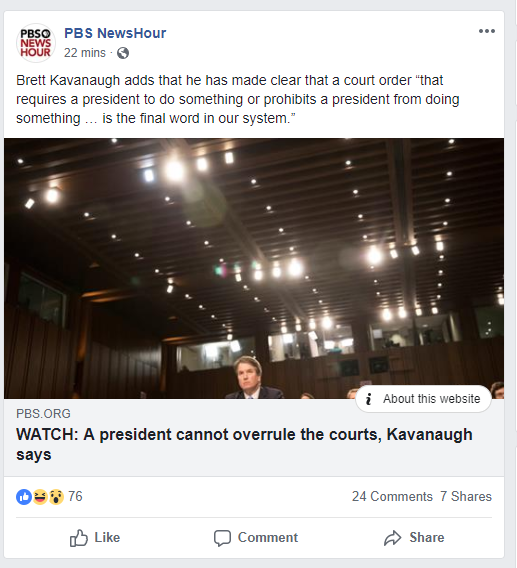 PBS
NEWS
HOUR
PBS NewsHour
22 mins ·
Brett Kavanaugh adds that he has made clear that a court order “that
requires a president to do something or prohibits a president from doing
something … is the final word in our system.”
i About this website
PBS.ORG
WATCH: A president cannot overrule the courts, Kavanaugh
says
76 24 Comments 7 Shares
Like Comment Share